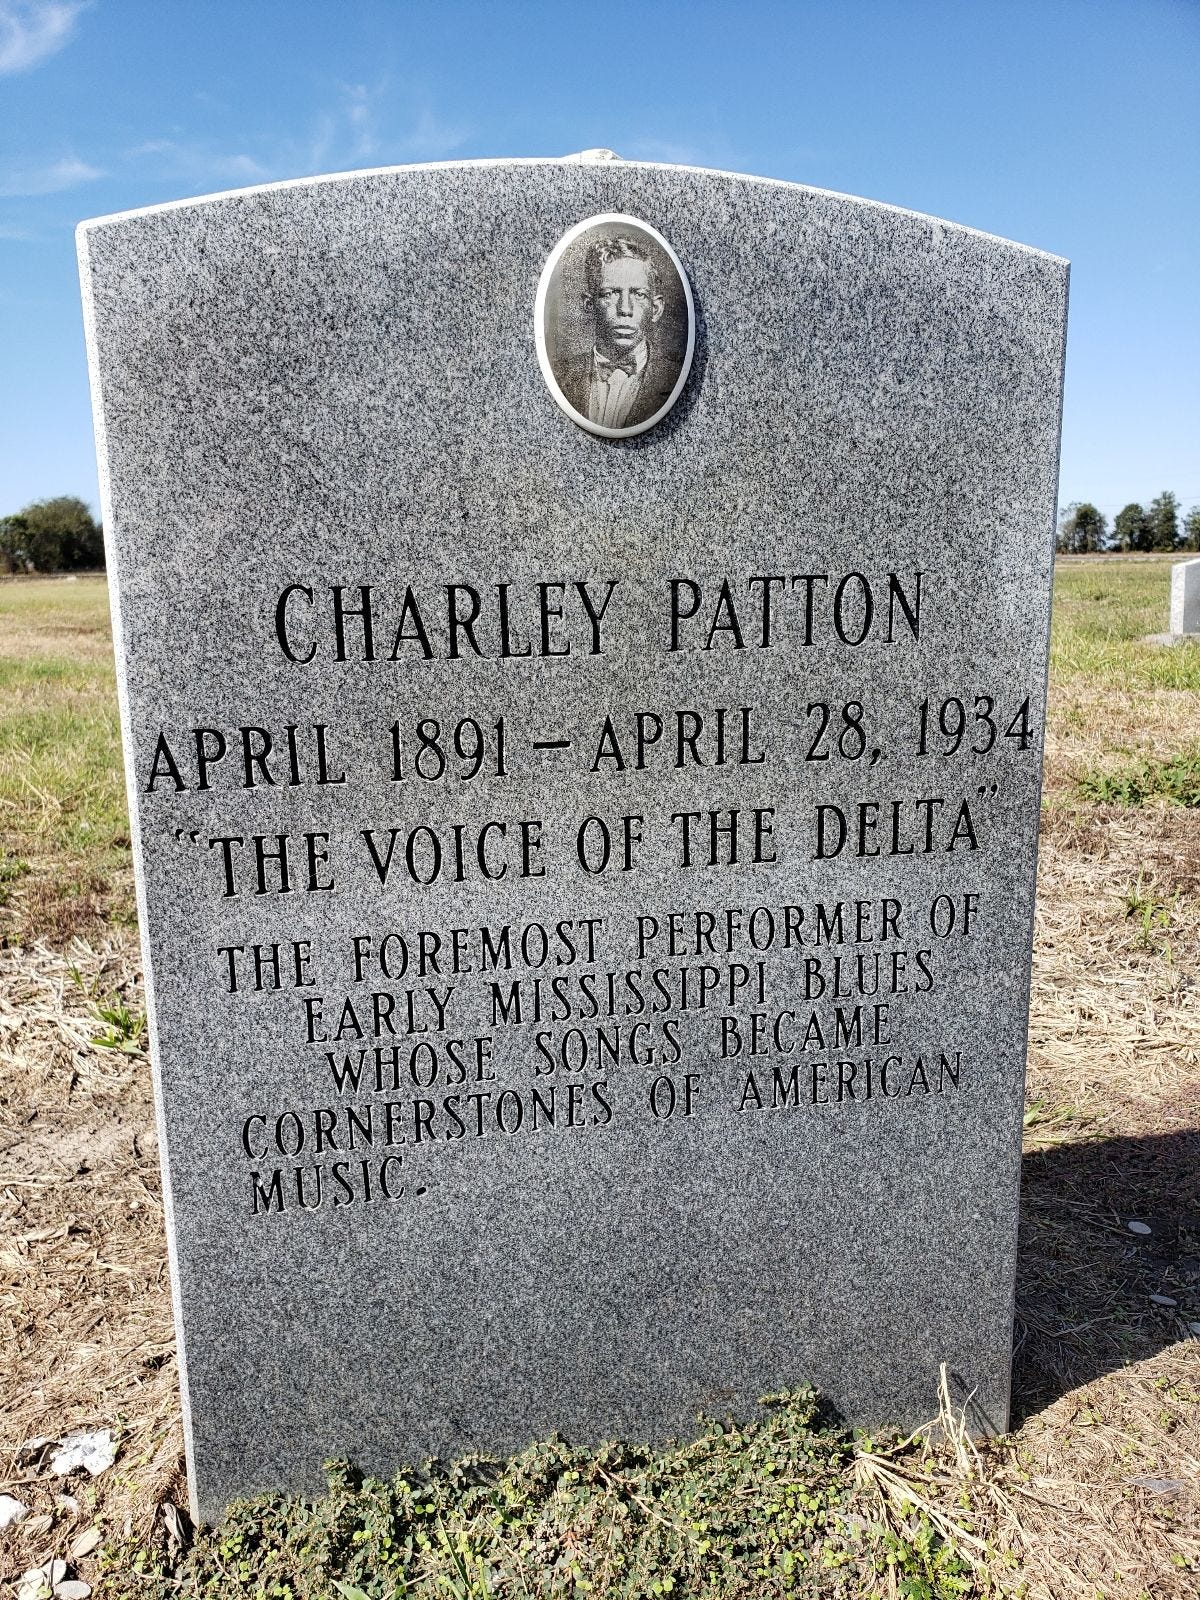 CHARLEY PATTON
APRIL 1891 – APRIL 28, 1934
"THE VOICE OF THE DELTA"
THE FOREMOST PERFORMER OF
EARLY MISSISSIPPI BLUES
WHOSE SONGS BECAME
CORNERSTONES OF AMERICAN
MUSIC.